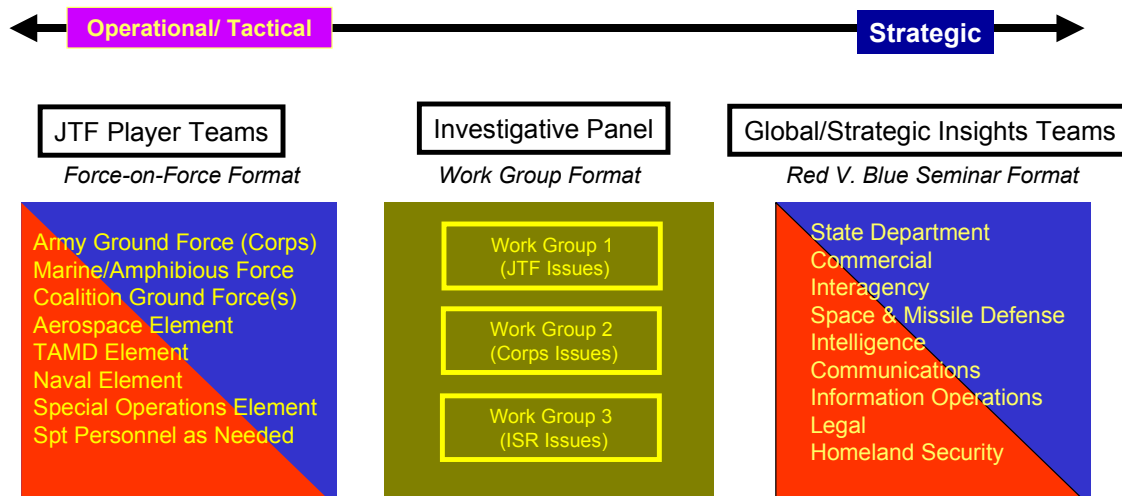 Operational/ Tactical
Strategic
JTF Player Teams
Force-on-Force Format
Army Ground Force (Corps)
Marine/Amphibious Force
Coalition Ground Force(s)
Aerospace Element
TAMD Element
Naval Element
Special Operations Element
Spt Personnel as Needed
Investigative Panel
Work Group Format
Work Group 1
(JTF Issues)
Work Group 2
(Corps Issues)
Work Group 3
(ISR Issues)
Global/Strategic Insights Teams
Red V. Blue Seminar Format
State Department
Commercial
Interagency
Space & Missile Defense
Intelligence
Communications
Information Operations
Legal
Homeland Security